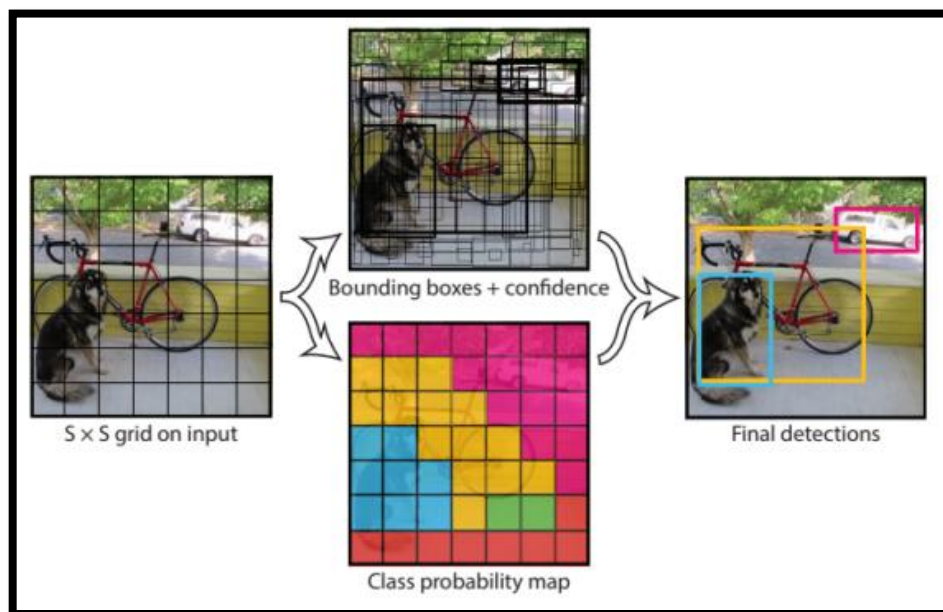 Bounding boxes + confidence
S × S grid on input
Final detections
Class probability map